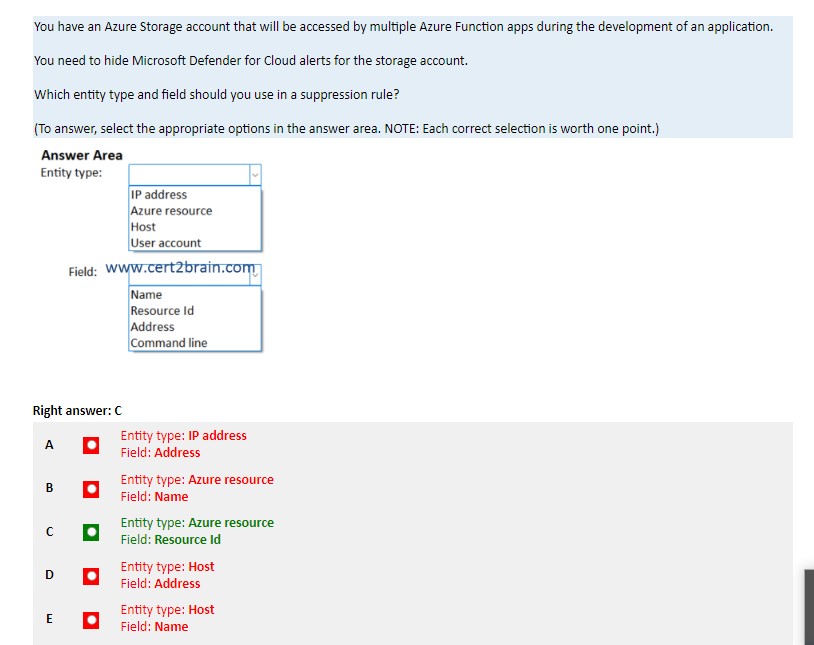 You have an Azure Storage account that will be accessed by multiple Azure Function apps during the development of an application.
You need to hide Microsoft Defender for Cloud alerts for the storage account.
Which entity type and field should you use in a suppression rule?
(To answer, select the appropriate options in the answer area. NOTE: Each correct selection is worth one point.)
Answer Area
Entity type:
IP address
Azure resource
Host
User account
Field: www.cert2brain.com
Name
Resource Id
Address
Command line
Right answer: C
A
Entity type: IP address
Field: Address
B
Entity type: Azure resource
Field: Name
C
Entity type: Azure resource
Field: Resource Id
D
Entity type: Host
Field: Address
E
Entity type: Host
Field: Name